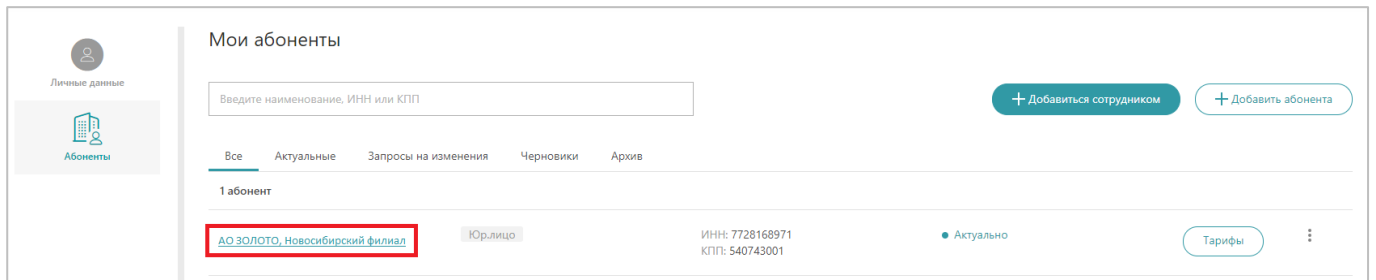 Личные данные
Абоненты
Мои абоненты
Введите наименование, ИНН или КПП
Добавиться сотрудником
Добавить абонента
Все Актуальные Запросы на изменения Черновики Архив
1 абонент
АО ЗОЛОТО, Новосибирский филиал
Юр.лицо
ИНН: 7728168971
КПП: 540743001
Актуально
Тарифы